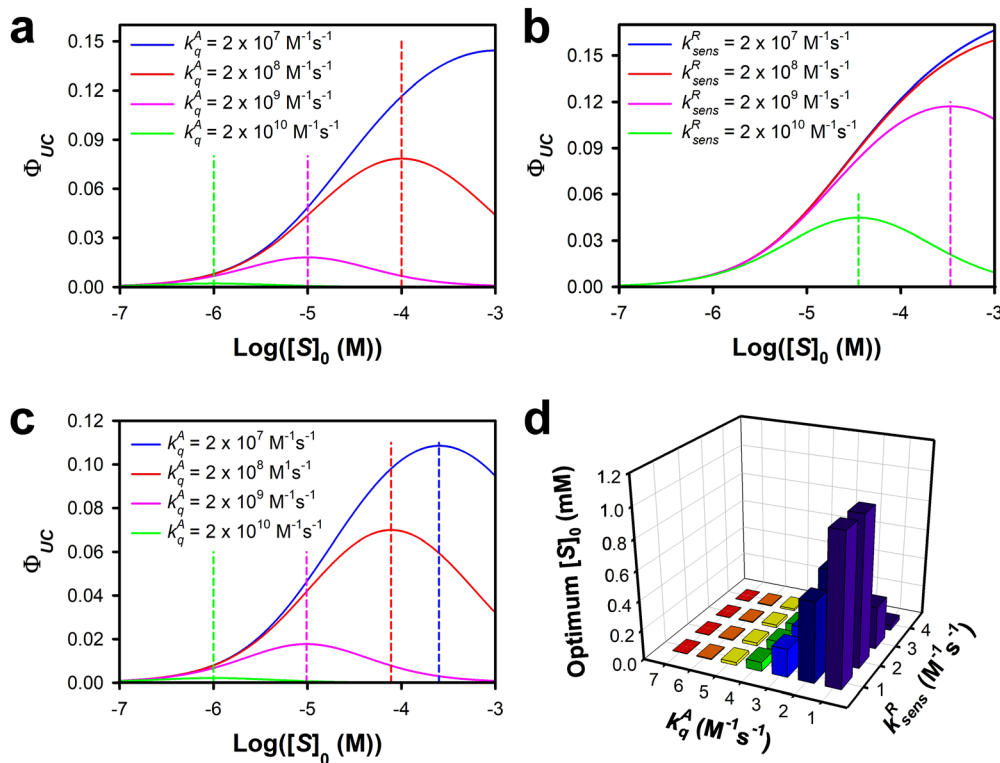 a
k_q^A = 2 x 10^7 M^-1s^-1
k_q^A = 2 x 10^8 M^-1s^-1
k_q^A = 2 x 10^9 M^-1s^-1
k_q^A = 2 x 10^10 M^-1s^-1
Φ_UC
0.15
0.12
0.09
0.06
0.03
0.00
-7 -6 -5 -4 -3
Log([S]_0 (M))
b
k_sens^R = 2 x 10^7 M^-1s^-1
k_sens^R = 2 x 10^8 M^-1s^-1
k_sens^R = 2 x 10^9 M^-1s^-1
k_sens^R = 2 x 10^10 M^-1s^-1
Φ_UC
0.15
0.12
0.09
0.06
0.03
0.00
-7 -6 -5 -4 -3
Log([S]_0 (M))
c
k_q^A = 2 x 10^7 M^-1s^-1
k_q^A = 2 x 10^8 M^1s^-1
k_q^A = 2 x 10^9 M^-1s^-1
k_q^A = 2 x 10^10 M^-1s^-1
Φ_UC
0.12
0.10
0.08
0.06
0.04
0.02
0.00
-7 -6 -5 -4 -3
Log([S]_0 (M))
d
Optimum [S]_0 (mM)
1.2
1.0
0.8
0.6
0.4
0.2
0.0
7 6 5 4 3 2 1
k_q^A (M^-1s^-1)
1 2 3 4
k_sens^R (M^-1 s^-1)